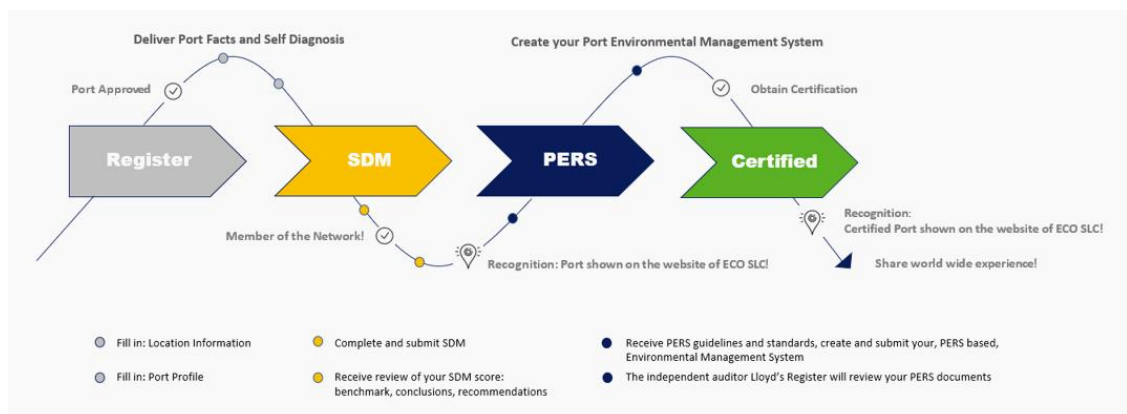 Deliver Port Facts and Self Diagnosis
Create your Port Environmental Management System
Port Approved
Obtain Certification
Register
SDM
PERS
Certified
Member of the Network!
Recognition: Port shown on the website of ECO SLC!
Recognition:
Certified Port shown on the website of ECO SLC!
Share world wide experience!
Fill in: Location Information
Fill in: Port Profile
Complete and submit SDM
Receive review of your SDM score:
benchmark, conclusions, recommendations
Receive PERS guidelines and standards, create and submit your, PERS based,
Environmental Management System
The independent auditor Lloyd's Register will review your PERS documents